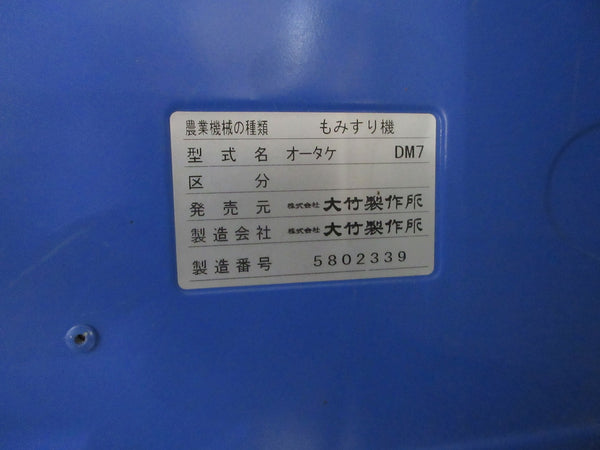 農業機械の種類 もみすり機
型式名 オータケ DM7
区分
発売元 株式会社 大竹製作所
製造会社 株式会社 大竹製作所
製造番号 5802339